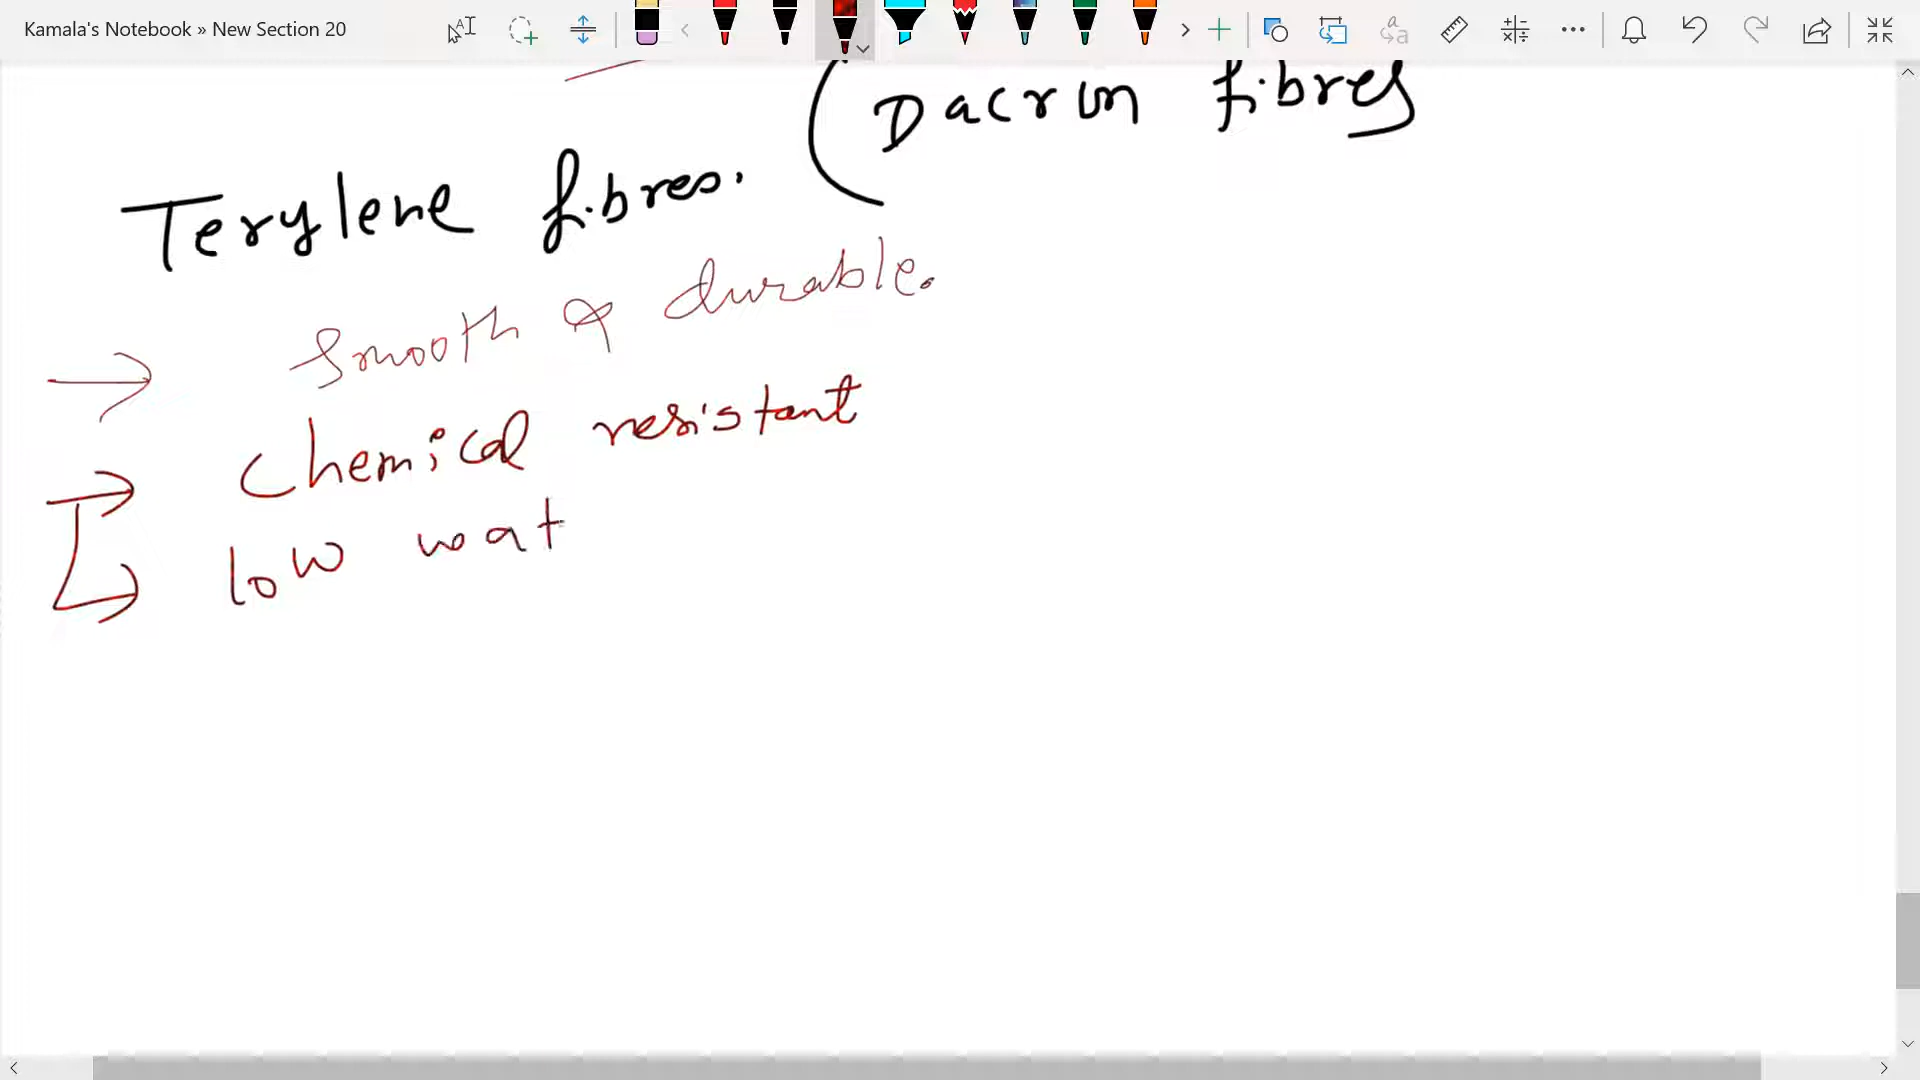 Kamala's Notebook » New Section 20
(Dacron fibres
Terylene fibres.
→ Smooth & durable.
→ Chemical resistant
→ low wat